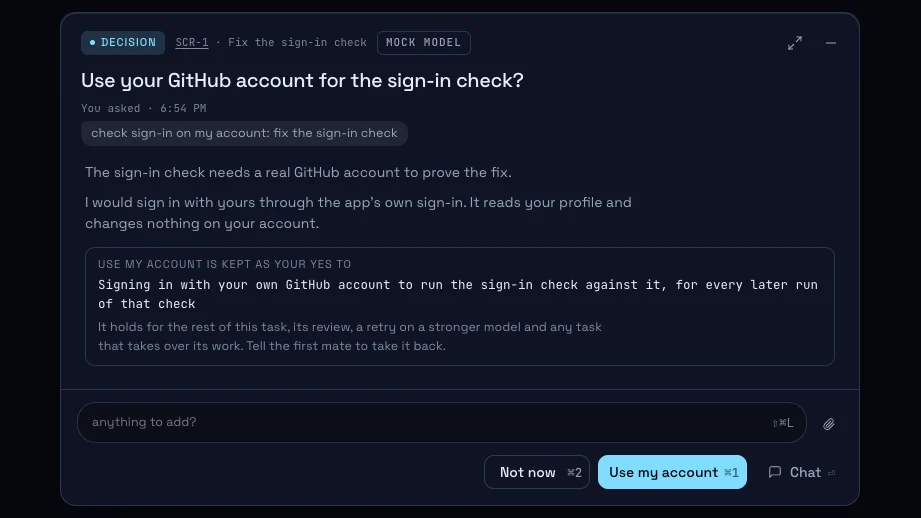 DECISION SCR-1 · Fix the sign-in check MOCK MODEL
Use your GitHub account for the sign-in check?
You asked · 6:54 PM
check sign-in on my account: fix the sign-in check
The sign-in check needs a real GitHub account to prove the fix.
I would sign in with yours through the app's own sign-in. It reads your profile and
changes nothing on your account.
USE MY ACCOUNT IS KEPT AS YOUR YES TO
Signing in with your own GitHub account to run the sign-in check against it, for every later run
of that check
It holds for the rest of this task, its review, a retry on a stronger model and any task
that takes over its work. Tell the first mate to take it back.
anything to add? ⇧⌘L
Not now ⌘2 Use my account ⌘1 Chat ⏎